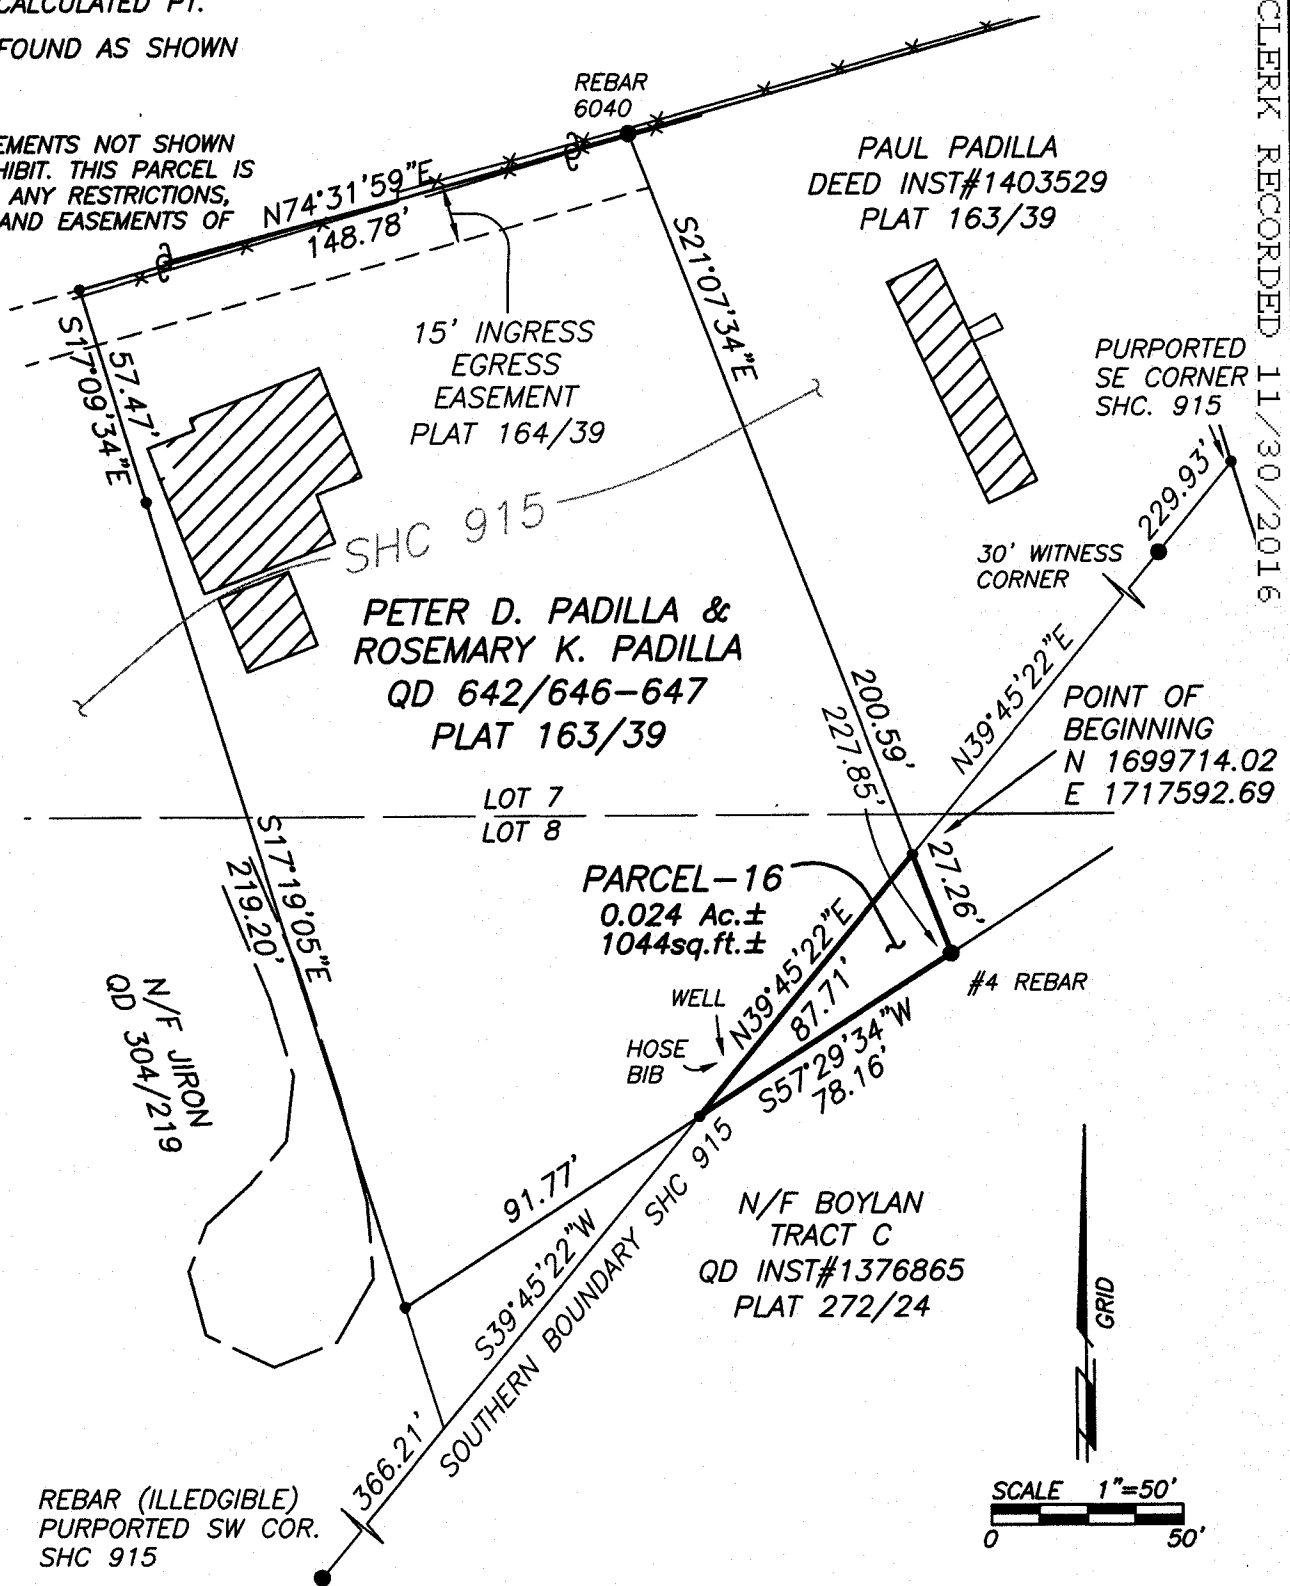 CALCULATED PT.
FOUND AS SHOWN
EMENTS NOT SHOWN
HIBIT. THIS PARCEL IS
ANY RESTRICTIONS,
AND EASEMENTS OF
CLERK RECORDED 11/30/2016
REBAR
6040
N74°31'59"E
148.78'
PAUL PADILLA
DEED INST#1403529
PLAT 163/39
S17°09'34"E
57.47'
15' INGRESS
EGRESS
EASEMENT
PLAT 164/39
S21°07'34"E
PURPORTED
SE CORNER
SHC. 915
229.93'
30' WITNESS
CORNER
SHC 915
PETER D. PADILLA &
ROSEMARY K. PADILLA
QD 642/646-647
PLAT 163/39
200.59'
227.85'
N39°45'22"E
POINT OF
BEGINNING
N 1699714.02
E 1717592.69
LOT 7
LOT 8
S17°19'05"E
219.20'
PARCEL-16
0.024 Ac.±
1044sq.ft.±
27.26'
N39°45'22"E
87.71'
#4 REBAR
WELL
HOSE
BIB
S57°29'34"W
78.16'
N/F JIRON
QD 304/219
91.77'
S39°45'22"W
SOUTHERN BOUNDARY SHC 915
N/F BOYLAN
TRACT C
QD INST#1376865
PLAT 272/24
GRID
366.21'
REBAR (ILLEDGIBLE)
PURPORTED SW COR.
SHC 915
SCALE 1"=50'
0 50'